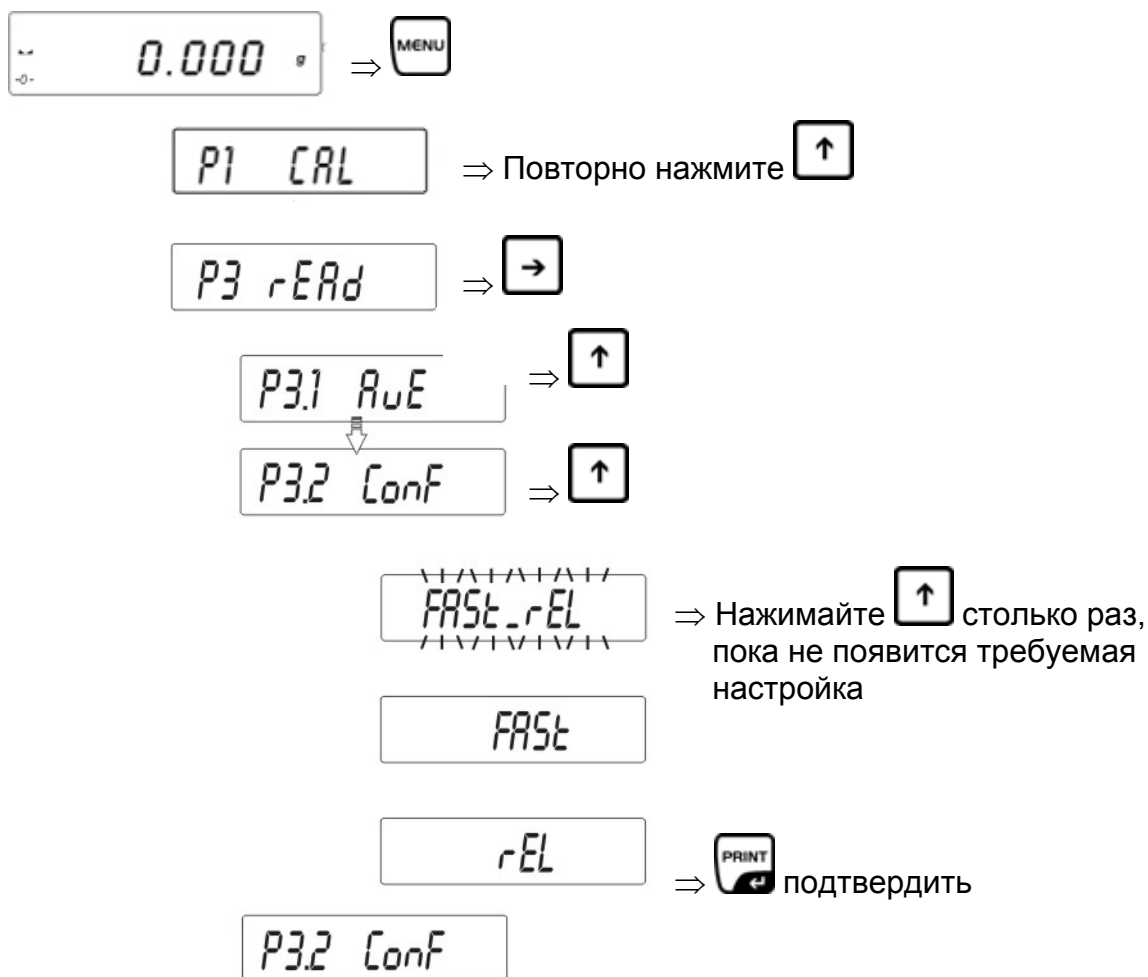 0.000 g ⇒ MENU
-0-
P1 CAL ⇒ Повторно нажмите ↑
P3 rEAd ⇒ →
P3.1 AvE ⇒ ↑
P3.2 ConF ⇒ ↑
FASt_rEL ⇒ Нажимайте ↑ столько раз,
пока не появится требуемая
настройка
FASt
rEL ⇒ PRINT подтвердить
P3.2 ConF